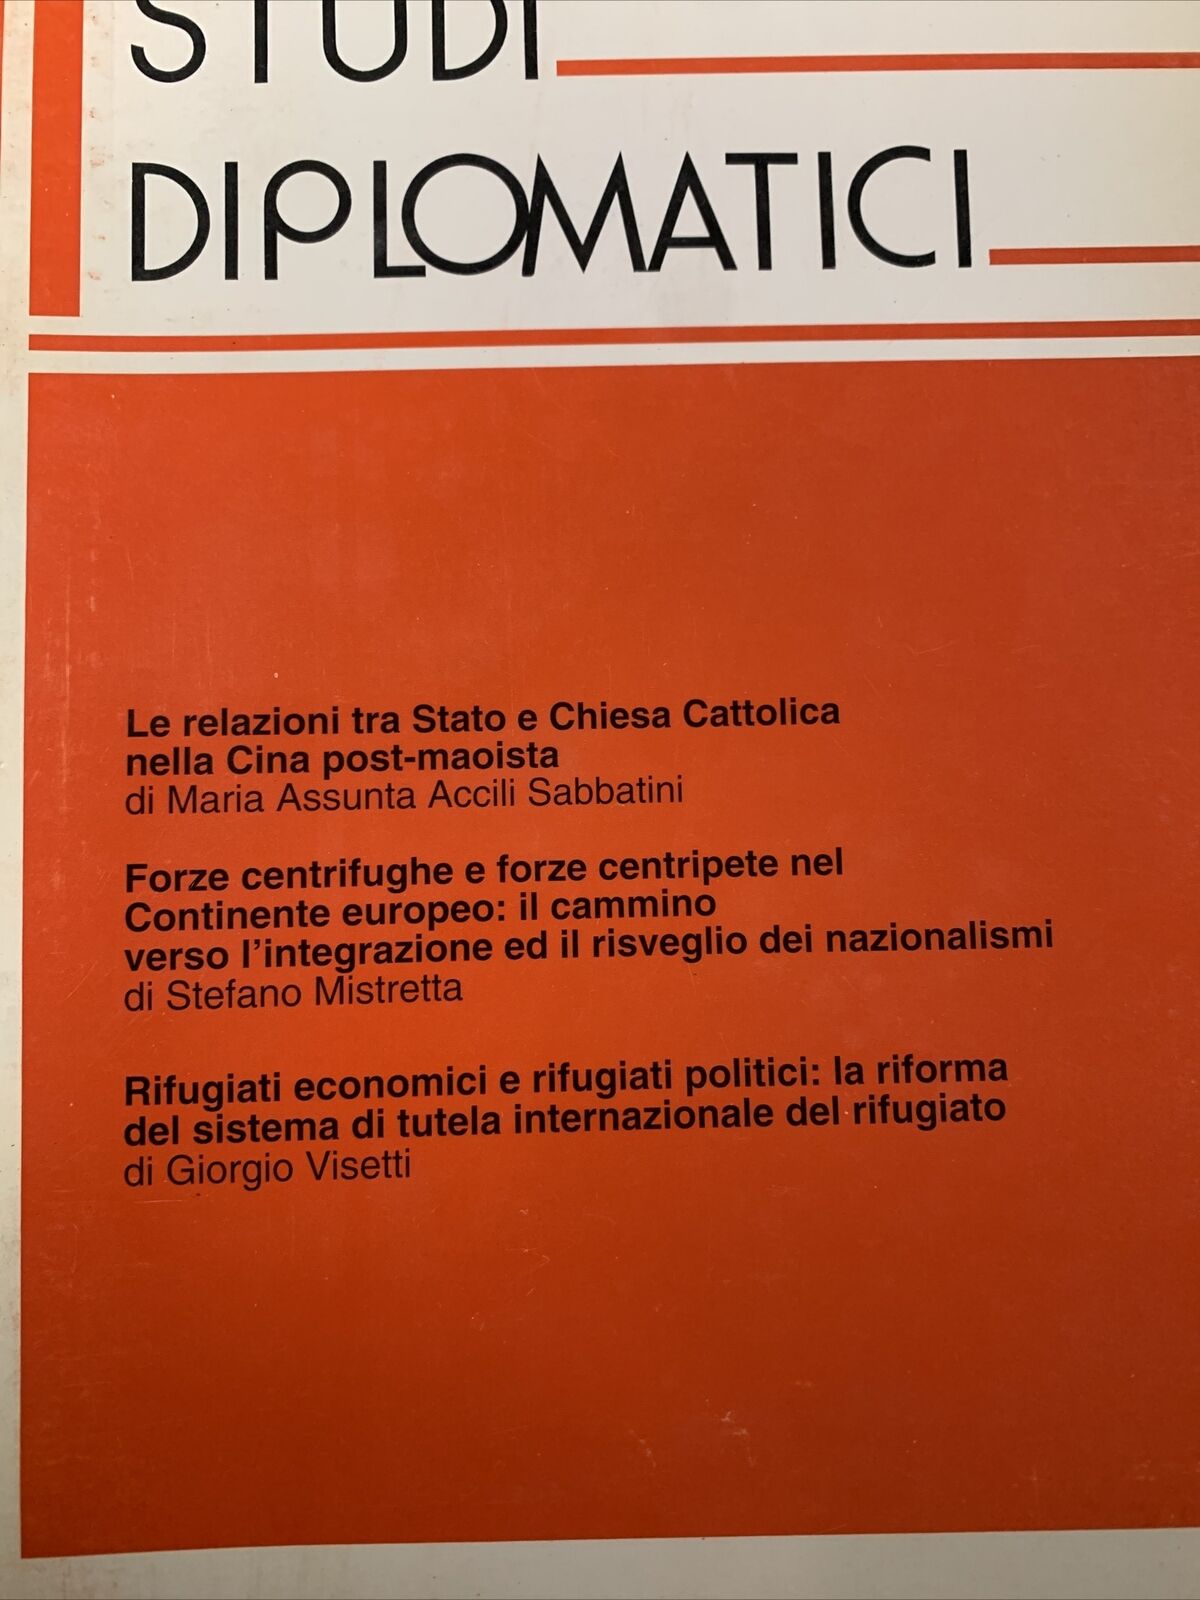 STUDI
DIPLOMATICI
Le relazioni tra Stato e Chiesa Cattolica
nella Cina post-maoista
di Maria Assunta Accili Sabbatini
Forze centrifughe e forze centripete nel
Continente europeo: il cammino
verso l'integrazione ed il risveglio dei nazionalismi
di Stefano Mistretta
Rifugiati economici e rifugiati politici: la riforma
del sistema di tutela internazionale del rifugiato
di Giorgio Visetti